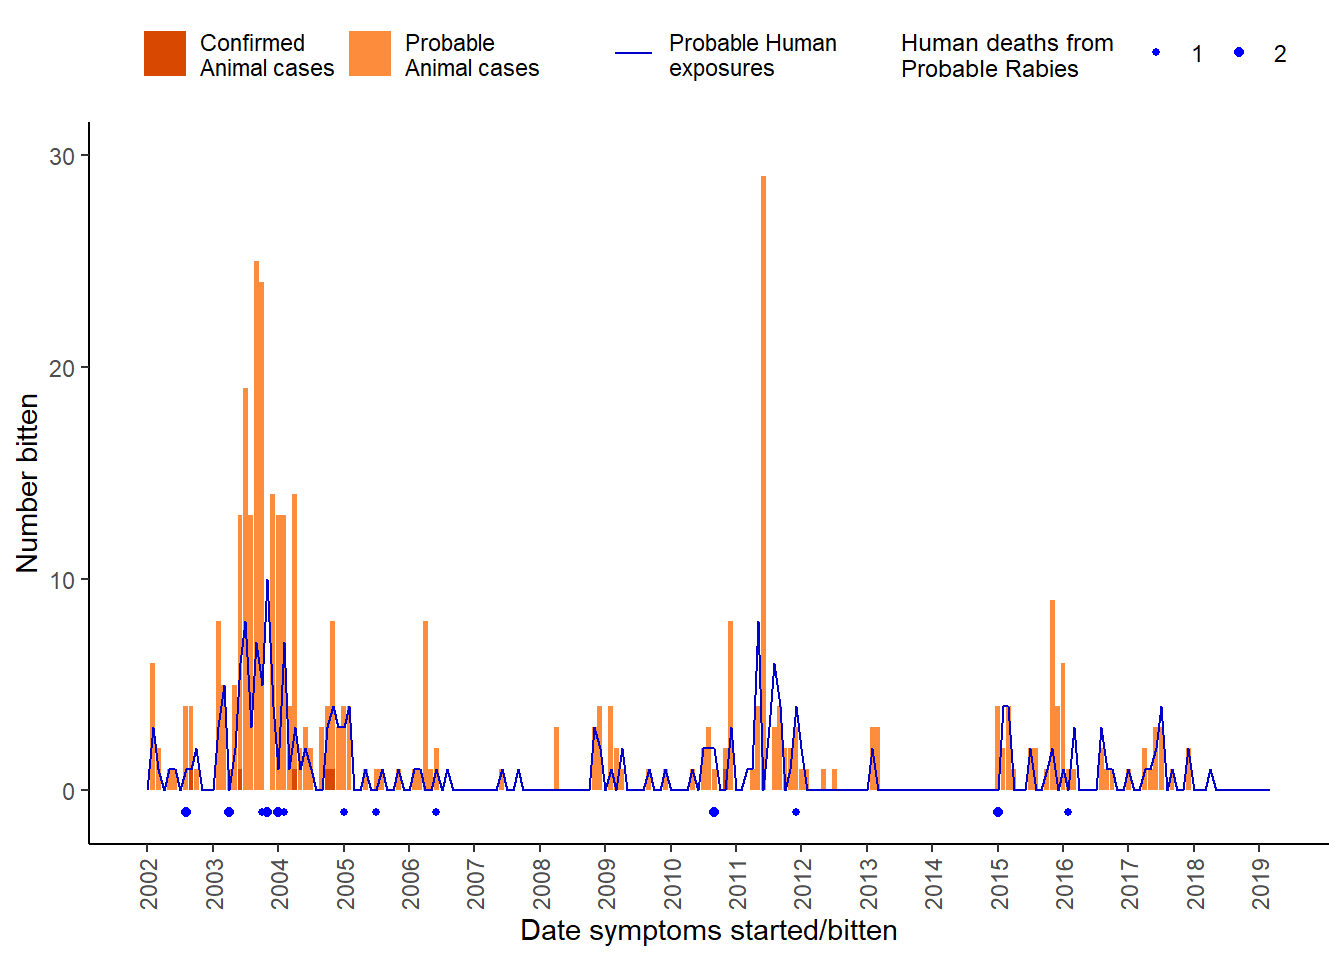 Confirmed
Animal cases
Probable
Animal cases
Probable Human
exposures
Human deaths from
Probable Rabies
1
2
Number bitten
30
20
10
0
2002
2003
2004
2005
2006
2007
2008
2009
2010
2011
2012
2013
2014
2015
2016
2017
2018
2019
Date symptoms started/bitten